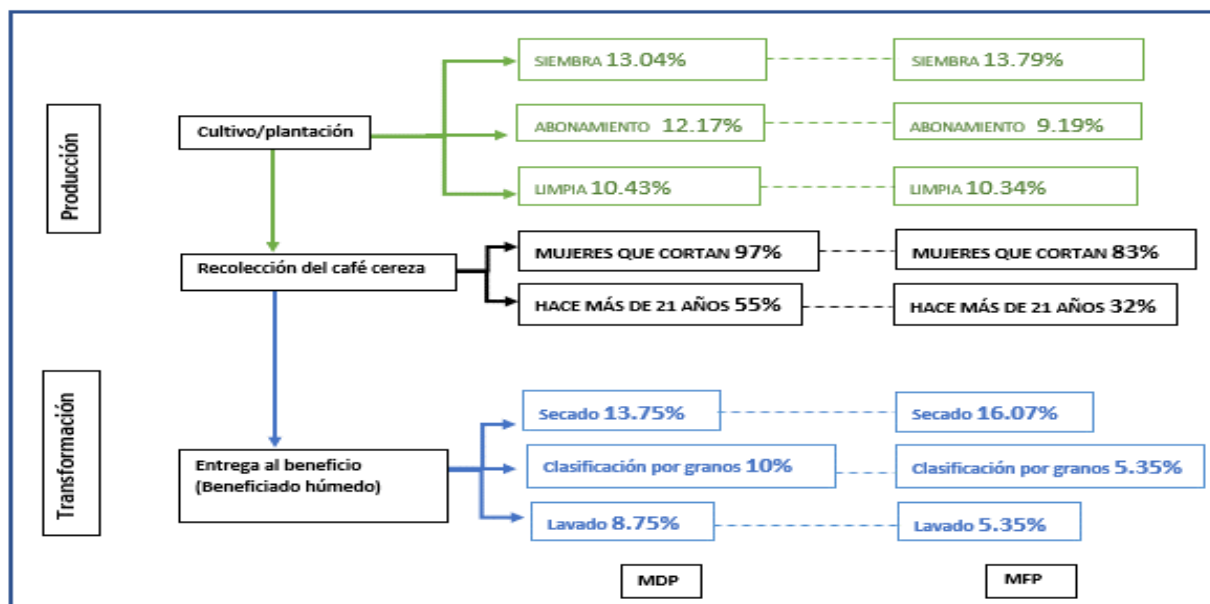 Producción
Cultivo/plantación
SIEMBRA 13.04%
SIEMBRA 13.79%
ABONAMIENTO 12.17%
ABONAMIENTO 9.19%
LIMPIA 10.43%
LIMPIA 10.34%
Recolección del café cereza
MUJERES QUE CORTAN 97%
MUJERES QUE CORTAN 83%
HACE MÁS DE 21 AÑOS 55%
HACE MÁS DE 21 AÑOS 32%
Transformación
Entrega al beneficio
(Beneficiado húmedo)
Secado 13.75%
Secado 16.07%
Clasificación por granos 10%
Clasificación por granos 5.35%
Lavado 8.75%
Lavado 5.35%
MDP
MFP